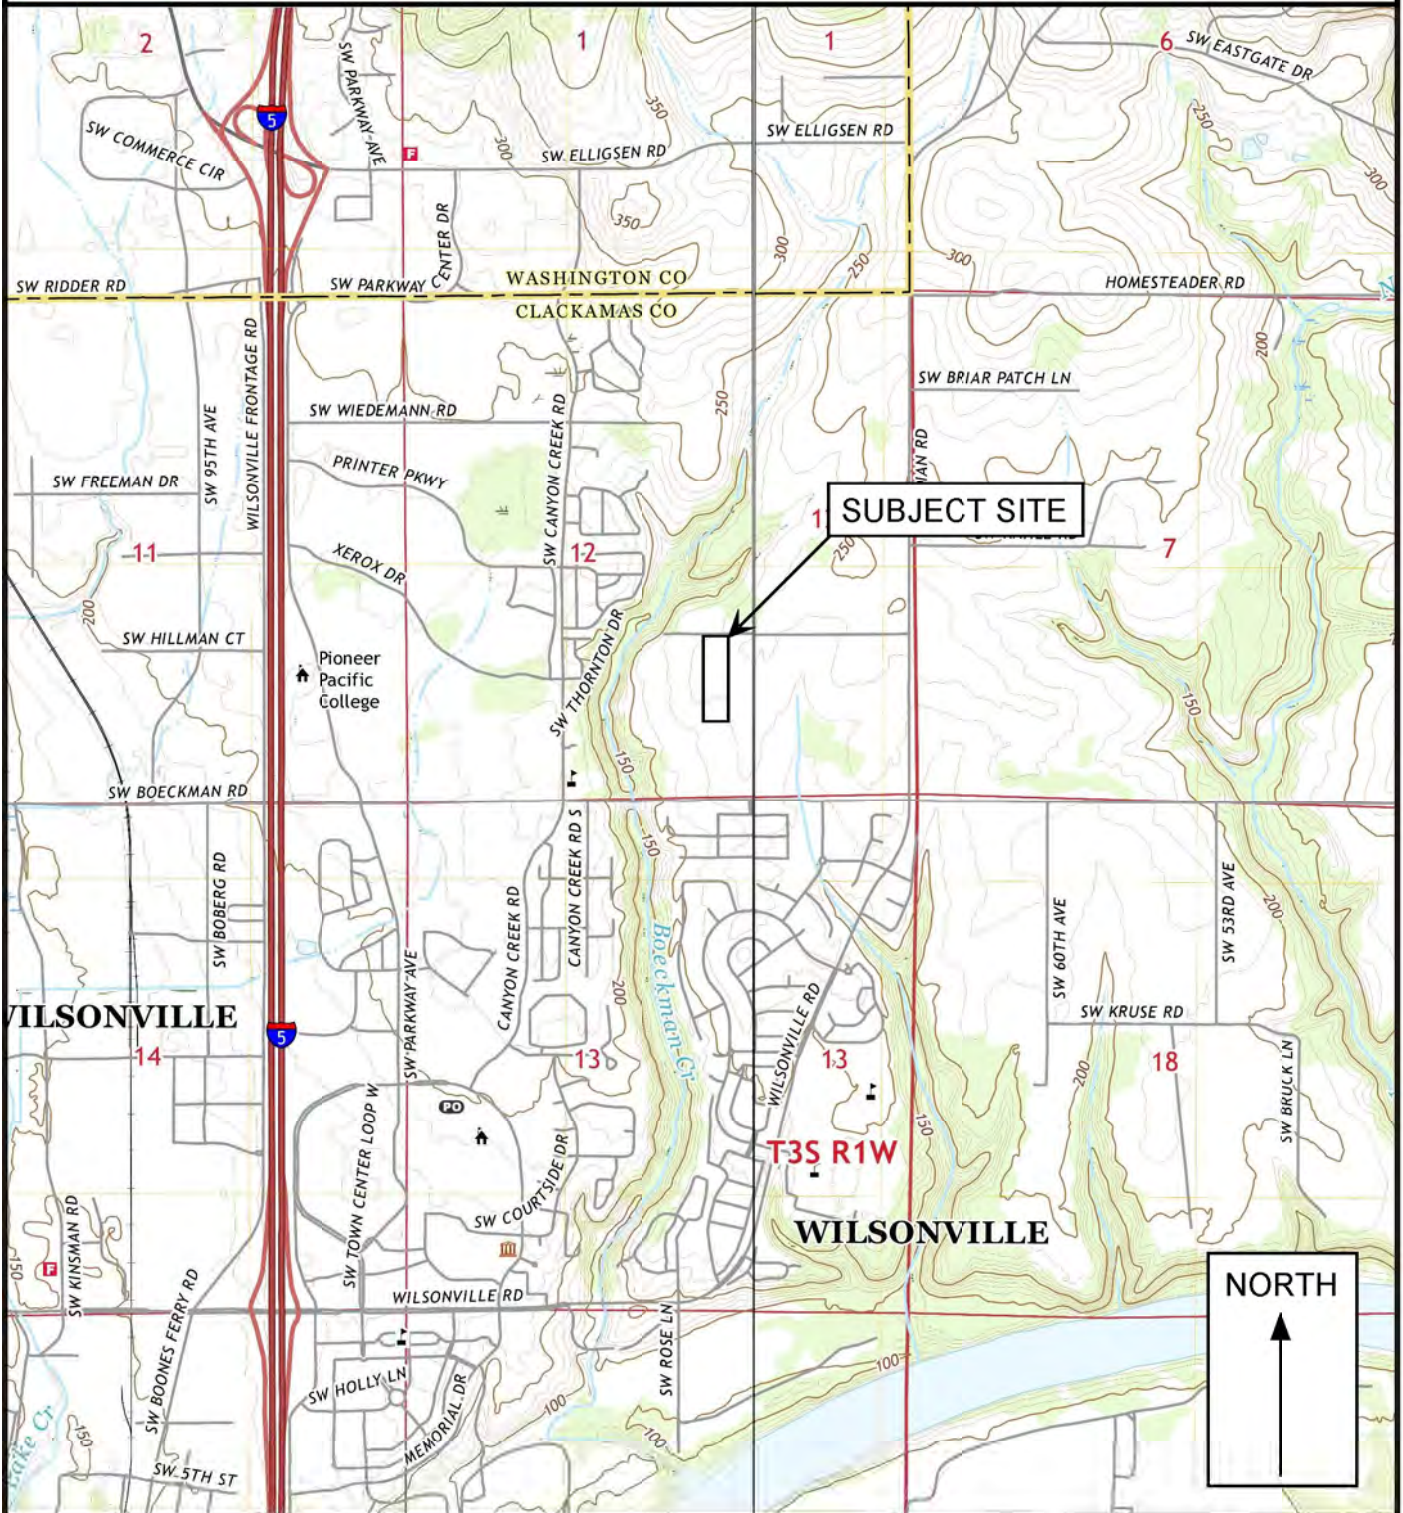 2
1
1
6
SW EASTGATE DR
SW PARKWAY AVE
5
350
250
SW COMMERCE CIR
F
300
SW ELLIGSEN RD
SW ELLIGSEN RD
300
350
CENTER DR
300
250
300
SW RIDDER RD
SW PARKWAY
WASHINGTON CO
CLACKAMAS CO
HOMESTEADER RD
200
WILSONVILLE FRONTAGE RD
SW BRIAR PATCH LN
250
SW WIEDEMANN RD
SW 95TH AVE
SW CANYON CREEK RD
PRINTER PKWY
SW FREEMAN DR
SUBJECT SITE
11
XEROX DR
12
250
7
200
SW HILLMAN CT
SW THORNTON DR
Pioneer
Pacific
College
150
150
SW BOECKMAN RD
150
SW BOBERG RD
CANYON CREEK RD S
CANYON CREEK RD
SW 53RD AVE
200
SW 60TH AVE
Boeckman Cr
SW PARKWAY AVE
200
WILSONVILLE RD
SW KRUSE RD
WILSONVILLE
5
14
13
13
18
200
SW BRUCK LN
PO
150
SW TOWN CENTER LOOP W
SW COURTSIDE DR
T3S R1W
SW KINSMAN RD
WILSONVILLE
150
F
NORTH
WILSONVILLE RD
SW BOONES FERRY RD
SW ROSE LN
100
SW HOLLY LN
MEMORIAL DR
100
100
150
SW 5TH ST